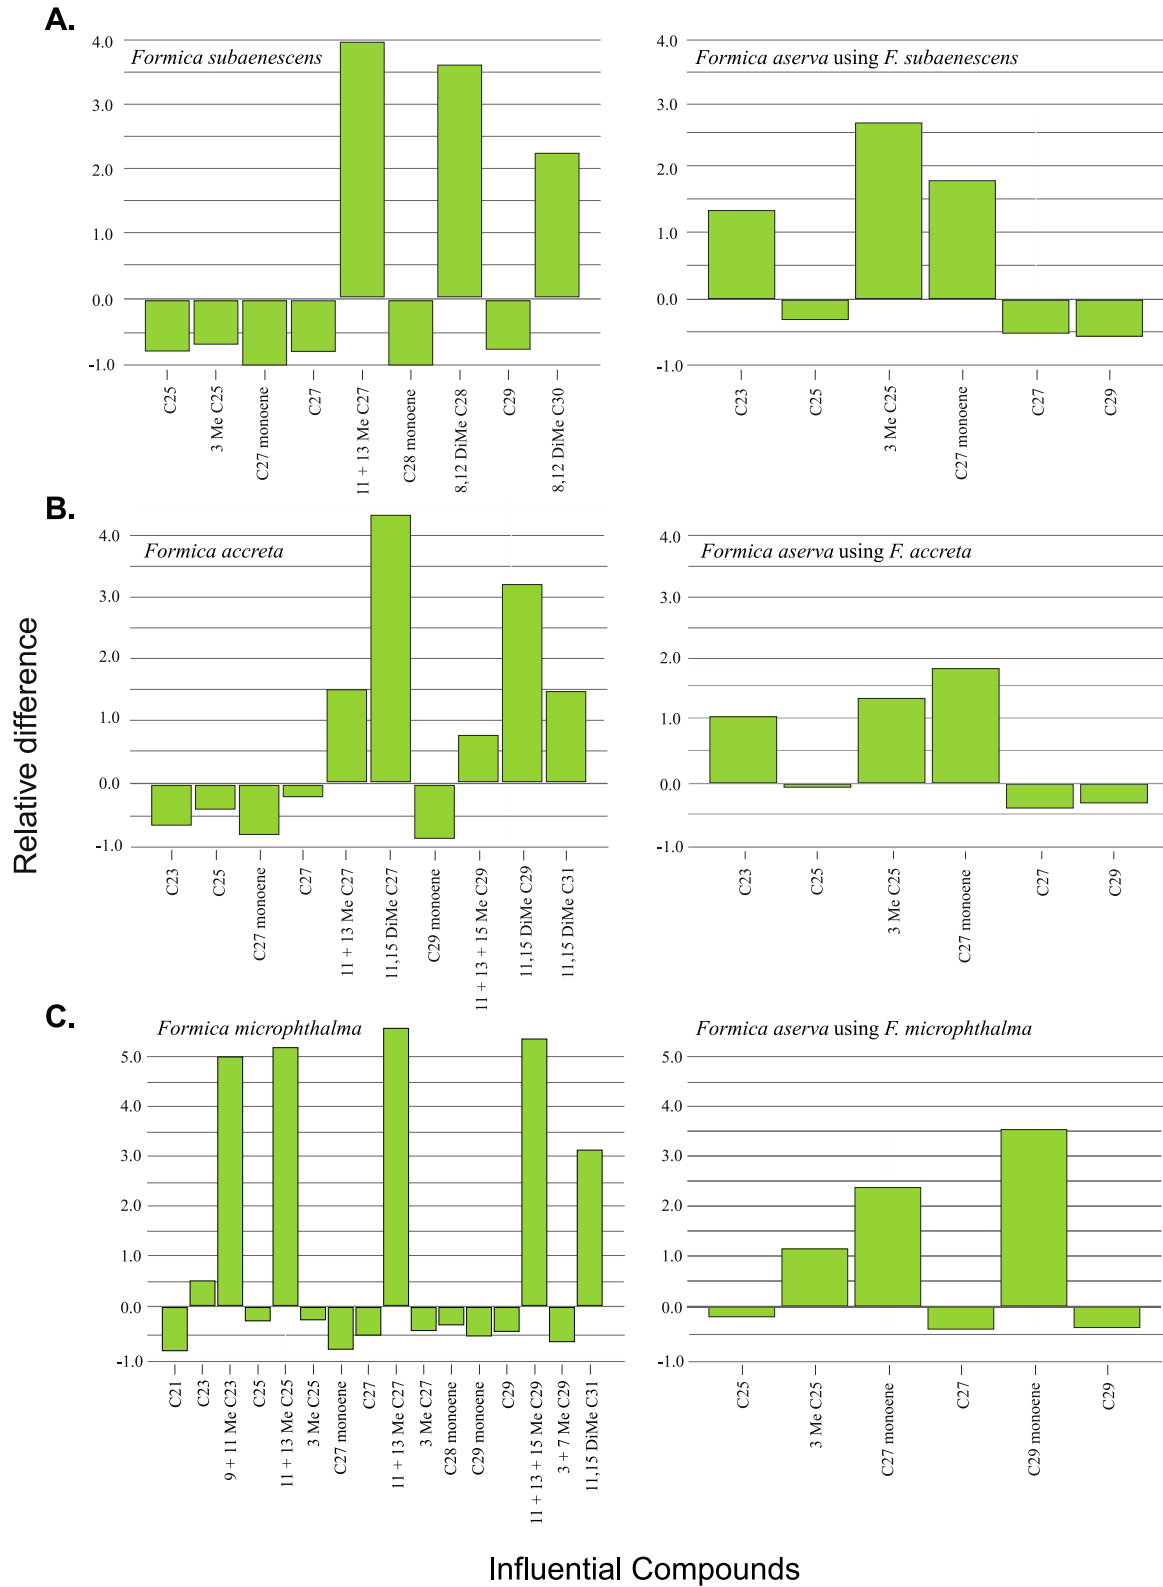 A.
Formica subaenescens
4.0
3.0
2.0
1.0
0.0
-1.0
C25
3 Me C25
C27 monoene
C27
11 + 13 Me C27
C28 monoene
8,12 DiMe C28
C29
8,12 DiMe C30
Formica aserva using F. subaenescens
4.0
3.0
2.0
1.0
0.0
-1.0
C23
C25
3 Me C25
C27 monoene
C27
C29
B.
Formica accreta
4.0
3.0
2.0
1.0
0.0
-1.0
C23
C25
C27 monoene
C27
11 + 13 Me C27
11,15 DiMe C27
C29 monoene
11 + 13 + 15 Me C29
11,15 DiMe C29
11,15 DiMe C31
Formica aserva using F. accreta
4.0
3.0
2.0
1.0
0.0
-1.0
C23
C25
3 Me C25
C27 monoene
C27
C29
Relative difference
C.
Formica microphthalma
5.0
4.0
3.0
2.0
1.0
0.0
-1.0
C21
C23
9 + 11 Me C23
C25
11 + 13 Me C25
3 Me C25
C27 monoene
C27
11 + 13 Me C27
3 Me C27
C28 monoene
C29 monoene
C29
11 + 13 + 15 Me C29
3 + 7 Me C29
11,15 DiMe C31
Formica aserva using F. microphthalma
5.0
4.0
3.0
2.0
1.0
0.0
-1.0
C25
3 Me C25
C27 monoene
C27
C29 monoene
C29
Influential Compounds